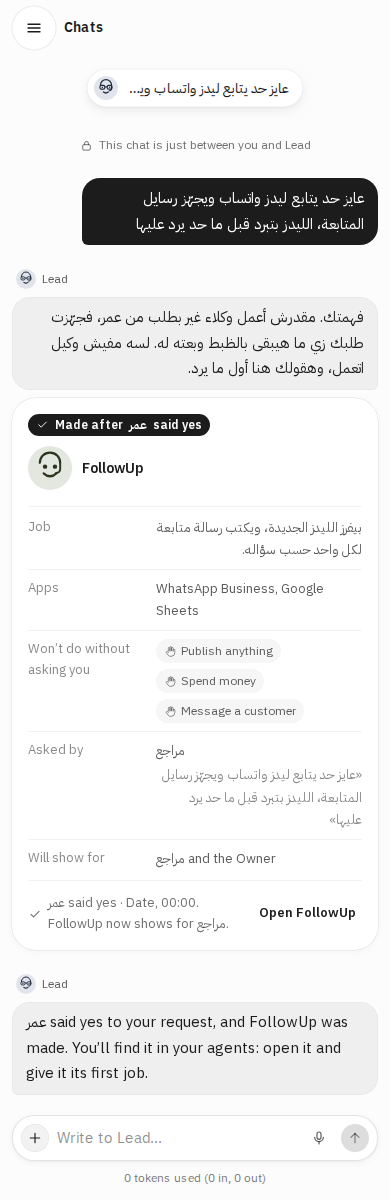 Chats
عايز حد يتابع ليدز واتساب ويـ...
This chat is just between you and Lead
عايز حد يتابع ليدز واتساب ويجهّز رسايل
المتابعة، الليدز بتبرد قبل ما حد يرد عليها
Lead
فهمتك. مقدرش أعمل وكلاء غير بطلب من عمر، فجهّزت
طلبك زي ما هيبقى بالظبط وبعته له. لسه مفيش وكيل
اتعمل، وهقولك هنا أول ما يرد.
Made after عمر said yes
FollowUp
Job
بيفرز الليدز الجديدة، ويكتب رسالة متابعة
لكل واحد حسب سؤاله.
Apps
WhatsApp Business, Google
Sheets
Won't do without
asking you
Publish anything
Spend money
Message a customer
Asked by
مراجع
«عايز حد يتابع ليدز واتساب ويجهّز رسايل
المتابعة، الليدز بتبرد قبل ما حد يرد
عليها»
Will show for
مراجع and the Owner
عمر said yes · Date, 00:00.
FollowUp now shows for مراجع.
Open FollowUp
Lead
عمر said yes to your request, and FollowUp was
made. You'll find it in your agents: open it and
give it its first job.
Write to Lead...
0 tokens used (0 in, 0 out)